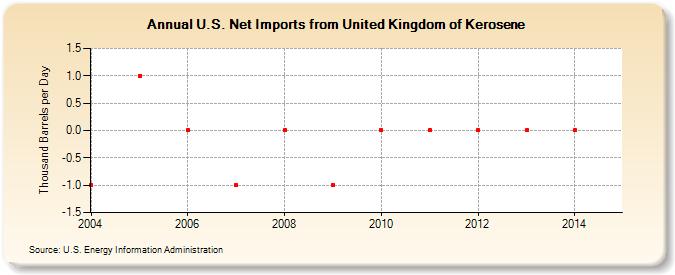 Annual U.S. Net Imports from United Kingdom of Kerosene
Thousand Barrels per Day
1.5
1.0
0.5
0.0
-0.5
-1.0
-1.5
2004 2006 2008 2010 2012 2014
Source: U.S. Energy Information Administration